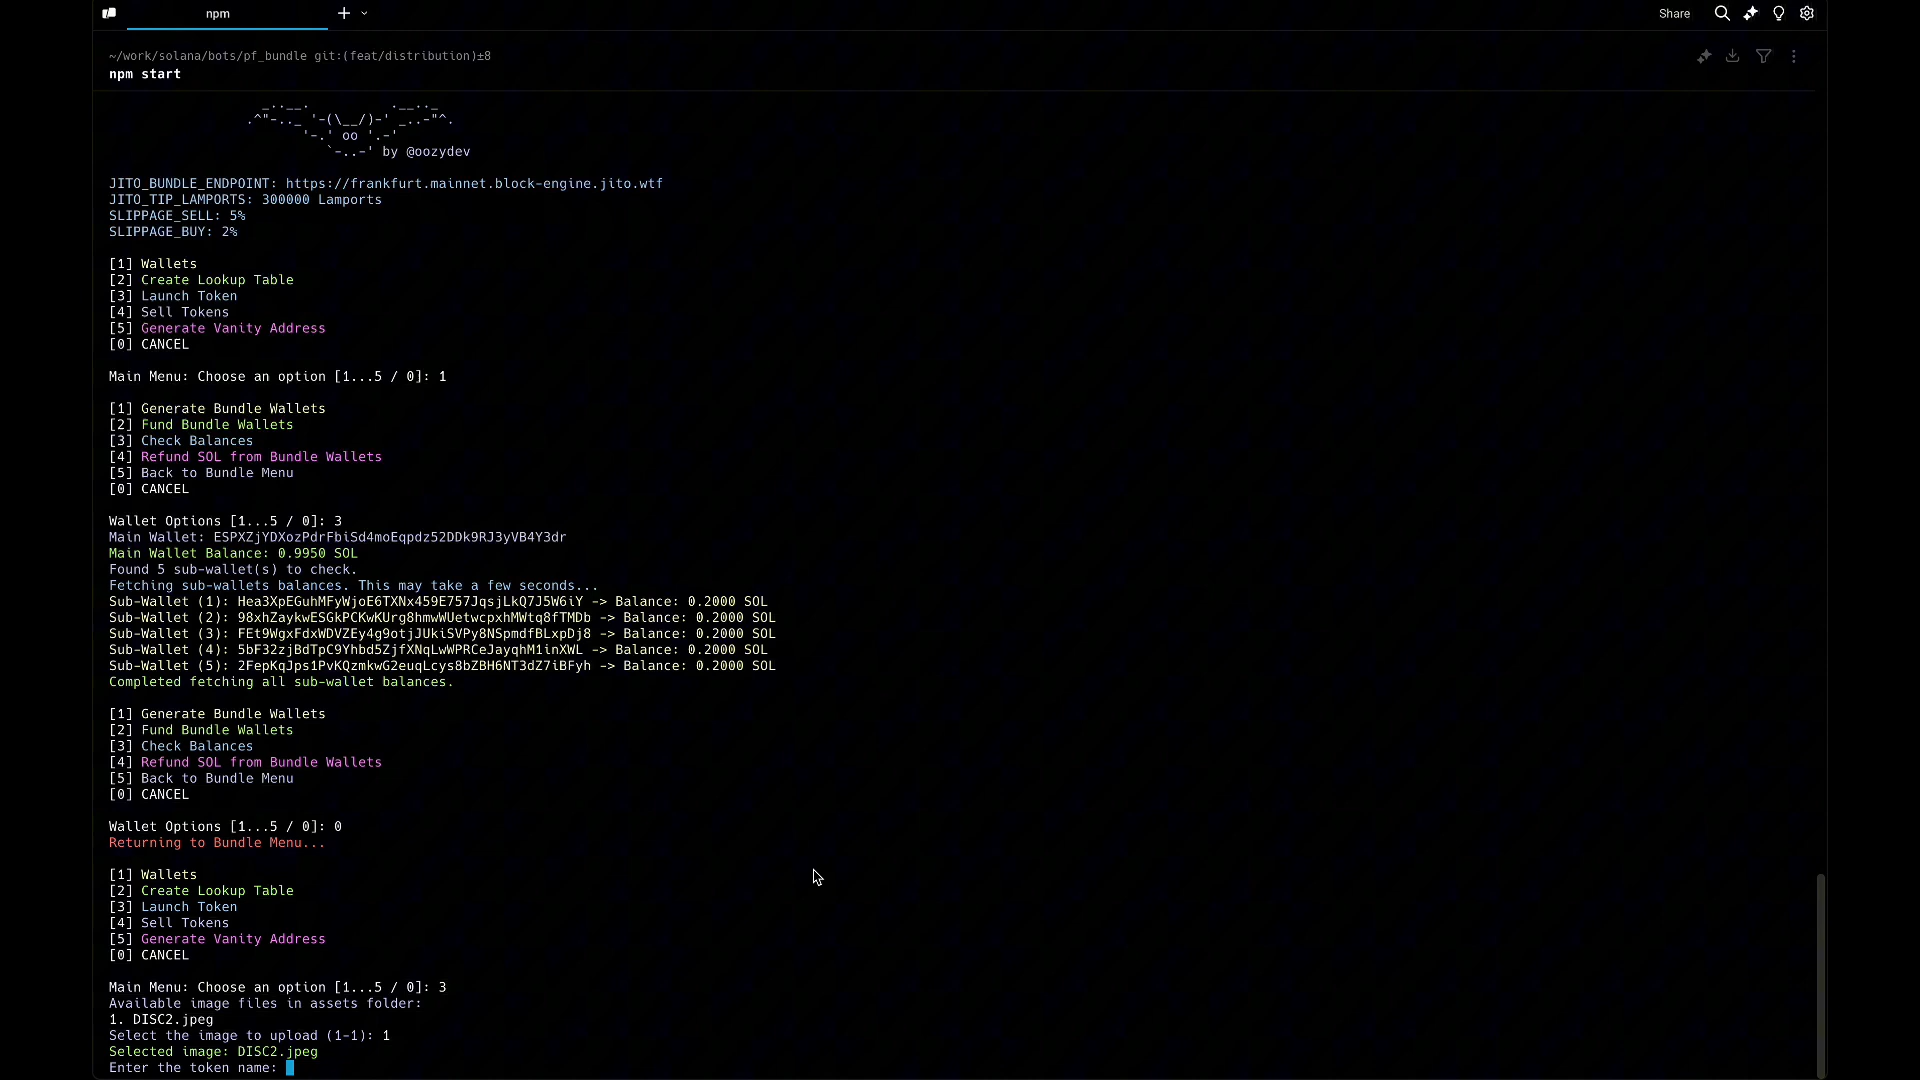 npm
Share
~/work/solana/bots/pf_bundle git:(feat/distribution)±8
npm start
_..__.          .__.._
.^"-.._ '-(\__/)-' _..-"^.
'-.' oo '.-'
`-..-' by @oozydev
JITO_BUNDLE_ENDPOINT: https://frankfurt.mainnet.block-engine.jito.wtf
JITO_TIP_LAMPORTS: 300000 Lamports
SLIPPAGE_SELL: 5%
SLIPPAGE_BUY: 2%
[1] Wallets
[2] Create Lookup Table
[3] Launch Token
[4] Sell Tokens
[5] Generate Vanity Address
[0] CANCEL
Main Menu: Choose an option [1...5 / 0]: 1
[1] Generate Bundle Wallets
[2] Fund Bundle Wallets
[3] Check Balances
[4] Refund SOL from Bundle Wallets
[5] Back to Bundle Menu
[0] CANCEL
Wallet Options [1...5 / 0]: 3
Main Wallet: ESPXZjYDXozPdrFbiSd4moEqpdz52DDk9RJ3yVB4Y3dr
Main Wallet Balance: 0.9950 SOL
Found 5 sub-wallet(s) to check.
Fetching sub-wallets balances. This may take a few seconds...
Sub-Wallet (1): Hea3XpEGuhMFyWjoE6TXNx459E757JqsjLkQ7J5W6iY -> Balance: 0.2000 SOL
Sub-Wallet (2): 98xhZaykwESGkPCKwKUrg8hmwWUetwcpxhMWtq8fTMDb -> Balance: 0.2000 SOL
Sub-Wallet (3): FEt9WgxFdxWDVZEy4g9otjJUkiSVPy8NSpmdfBLxpDj8 -> Balance: 0.2000 SOL
Sub-Wallet (4): 5bF32zjBdTpC9Yhbd5ZjfXNqLwWPRCeJayqhM1inXWL -> Balance: 0.2000 SOL
Sub-Wallet (5): 2FepKqJps1PvKQzmkwG2euqLcys8bZBH6NT3dZ7iBFyh -> Balance: 0.2000 SOL
Completed fetching all sub-wallet balances.
[1] Generate Bundle Wallets
[2] Fund Bundle Wallets
[3] Check Balances
[4] Refund SOL from Bundle Wallets
[5] Back to Bundle Menu
[0] CANCEL
Wallet Options [1...5 / 0]: 0
Returning to Bundle Menu...
[1] Wallets
[2] Create Lookup Table
[3] Launch Token
[4] Sell Tokens
[5] Generate Vanity Address
[0] CANCEL
Main Menu: Choose an option [1...5 / 0]: 3
Available image files in assets folder:
1. DISC2.jpeg
Select the image to upload (1-1): 1
Selected image: DISC2.jpeg
Enter the token name: